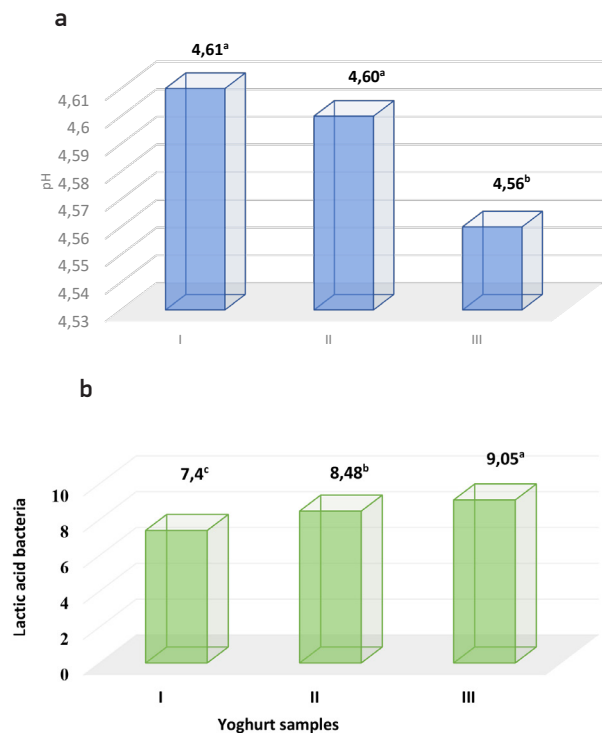 a
4,61ᵃ
4,60ᵃ
4,56ᵇ
4,61
4,6
4,59
4,58
4,57
4,56
4,55
4,54
4,53
pH
I II III
b
7,4ᶜ
8,48ᵇ
9,05ᵃ
10
8
6
4
2
0
Lactic acid bacteria
I II III
Yoghurt samples